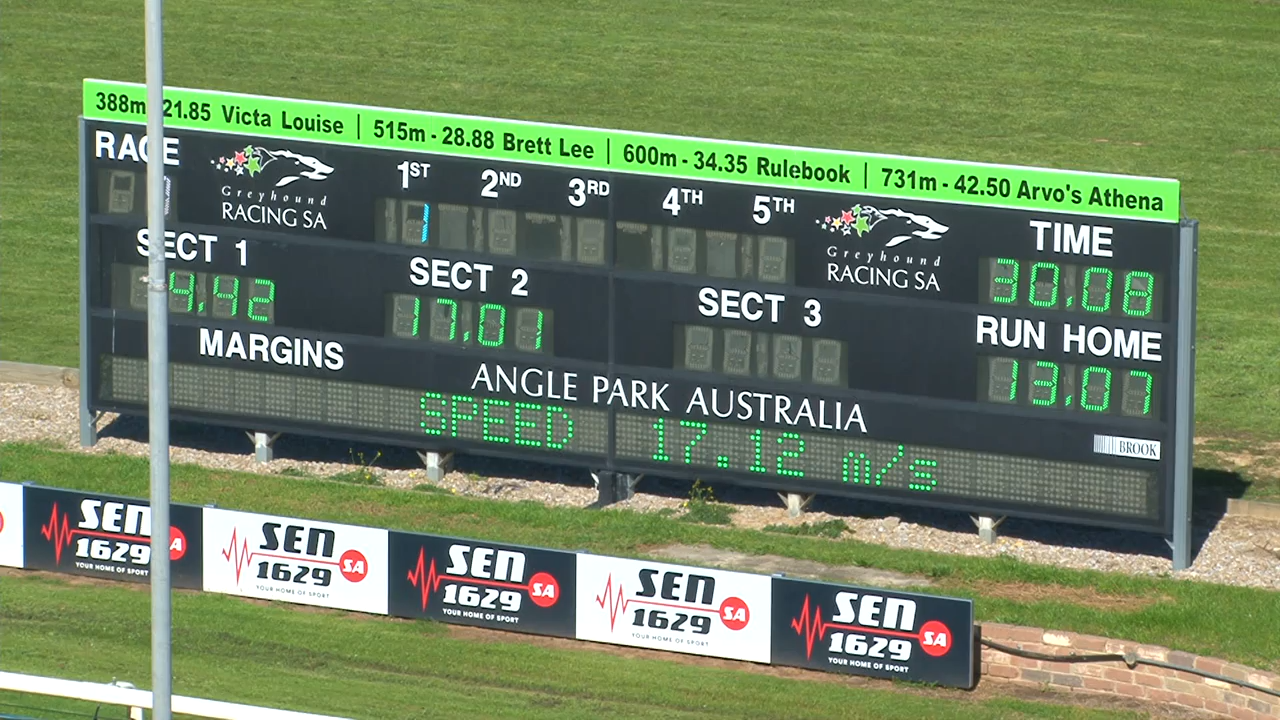 388m 21.85 Victa Louise | 515m - 28.88 Brett Lee | 600m - 34.35 Rulebook | 731m - 42.50 Arvo's Athena
RACE
Greyhound
RACING SA
1ST 2ND 3RD 4TH 5TH
1
Greyhound
RACING SA
TIME
30.08
SECT 1
4.42
SECT 2
17.01
SECT 3
RUN HOME
13.07
MARGINS
ANGLE PARK AUSTRALIA
SPEED 17.12 m/s
BROOK
SEN
1629
SA
YOUR HOME OF SPORT
SEN
1629
SA
YOUR HOME OF SPORT
SEN
1629
SA
YOUR HOME OF SPORT
SEN
1629
SA
YOUR HOME OF SPORT
SEN
1629
SA
YOUR HOME OF SPORT